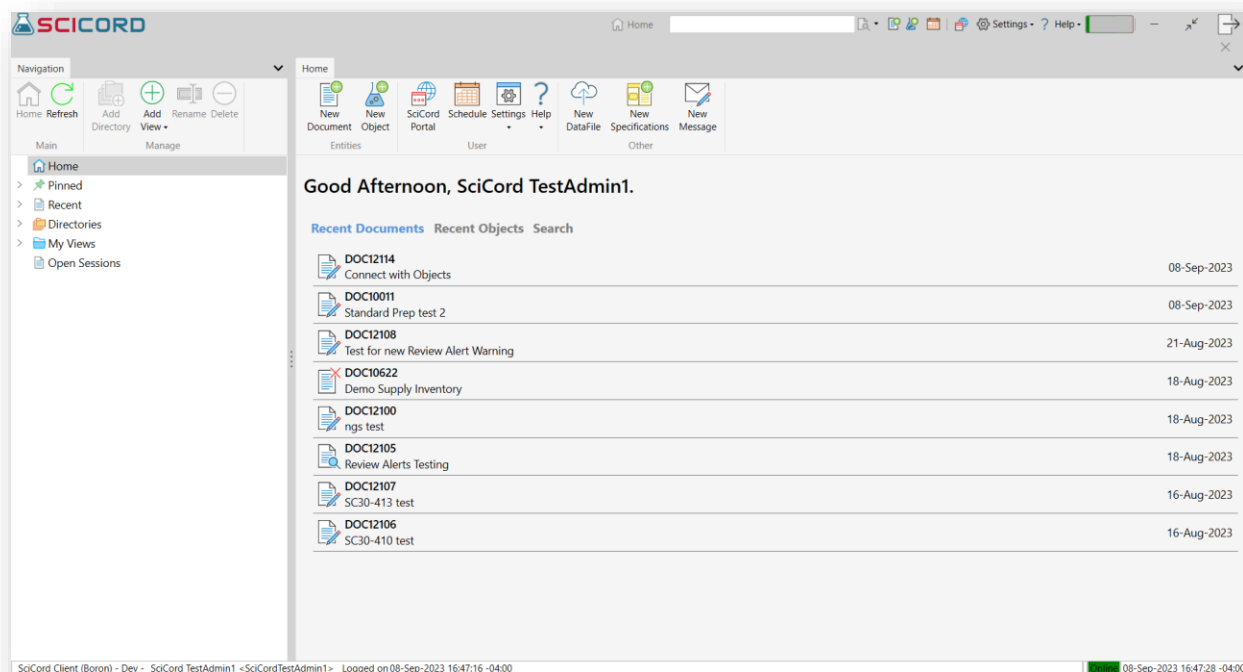 SCICORD
Home
Settings
Help
Navigation
Home
Home
Refresh
Add
Directory
Add
View
Rename
Delete
Main
Manage
New
Document
New
Object
SciCord
Portal
Schedule
Settings
Help
New
DataFile
New
Specifications
New
Message
Entities
User
Other
Home
Pinned
Recent
Directories
My Views
Open Sessions
Good Afternoon, SciCord TestAdmin1.
Recent Documents Recent Objects Search
DOC12114
Connect with Objects
08-Sep-2023
DOC10011
Standard Prep test 2
08-Sep-2023
DOC12108
Test for new Review Alert Warning
21-Aug-2023
DOC10622
Demo Supply Inventory
18-Aug-2023
DOC12100
ngs test
18-Aug-2023
DOC12105
Review Alerts Testing
18-Aug-2023
DOC12107
SC30-413 test
16-Aug-2023
DOC12106
SC30-410 test
16-Aug-2023
SciCord Client (Boron) - Dev - SciCord TestAdmin1 <SciCordTestAdmin1> Logged on 08-Sep-2023 16:47:16 -04:00
Online 08-Sep-2023 16:47:28 -04:00